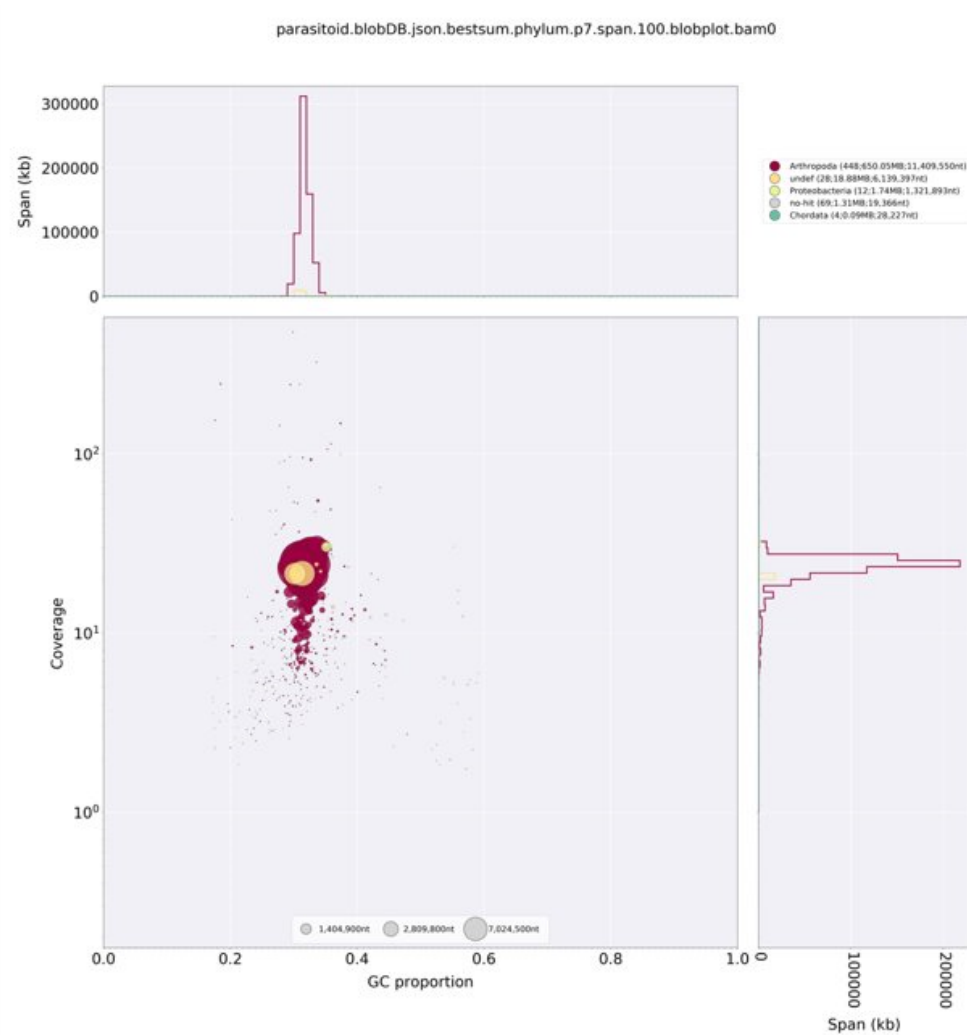 parasitoid.blobDB.json.bestsum.phylum.p7.span.100.blobplot.bam0
300000
200000
100000
0
Span (kb)
Arthropoda (448;650.05MB;11,409,550nt)
undef (28;18.88MB;6,139,397nt)
Proteobacteria (12;1.74MB;1,321,893nt)
no-hit (69;1.31MB;19,366nt)
Chordata (4;0.09MB;28,227nt)
10²
10¹
10⁰
Coverage
1,404,900nt
2,809,800nt
7,024,500nt
0.0
0.2
0.4
0.6
0.8
1.0
GC proportion
0
100000
200000
Span (kb)